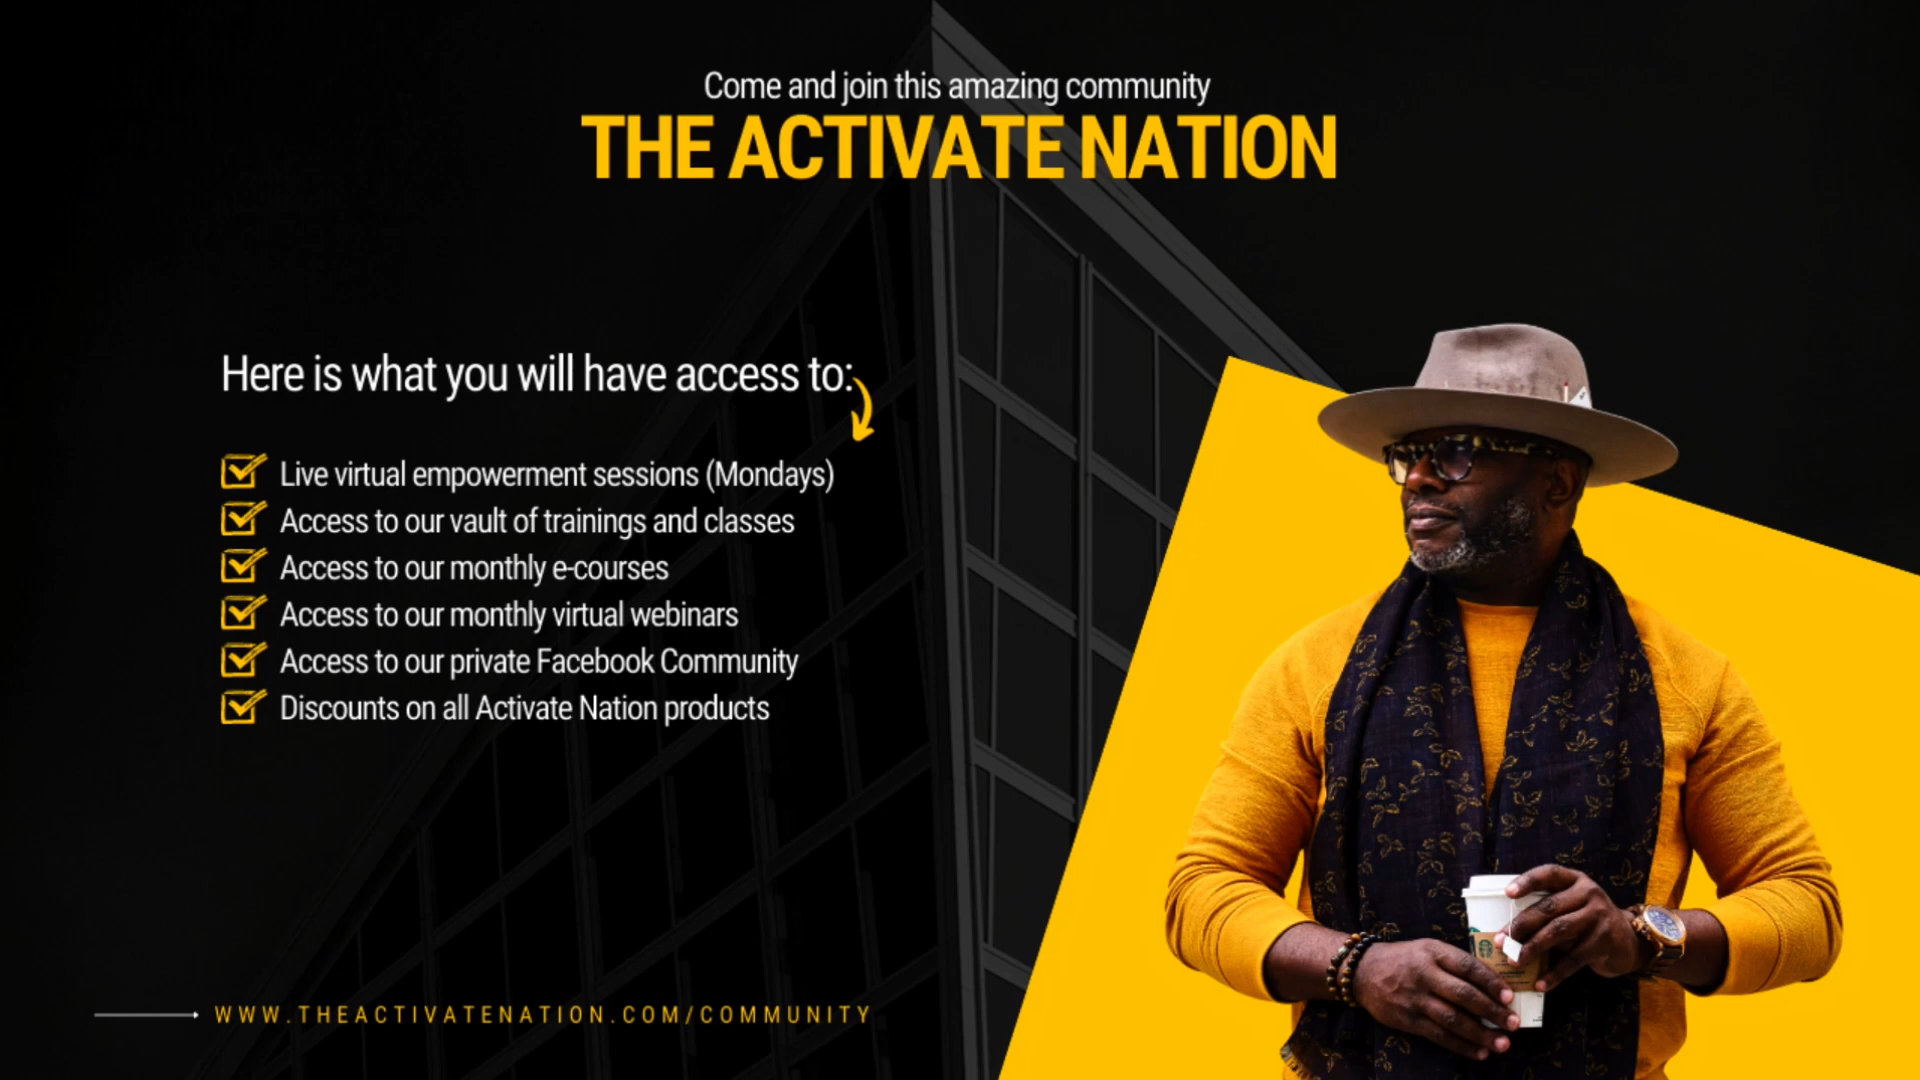 Come and join this amazing community
THE ACTIVATE NATION
Here is what you will have access to:
Live virtual empowerment sessions (Mondays)
Access to our vault of trainings and classes
Access to our monthly e-courses
Access to our monthly virtual webinars
Access to our private Facebook Community
Discounts on all Activate Nation products
WWW.THEACTIVATENATION.COM/COMMUNITY